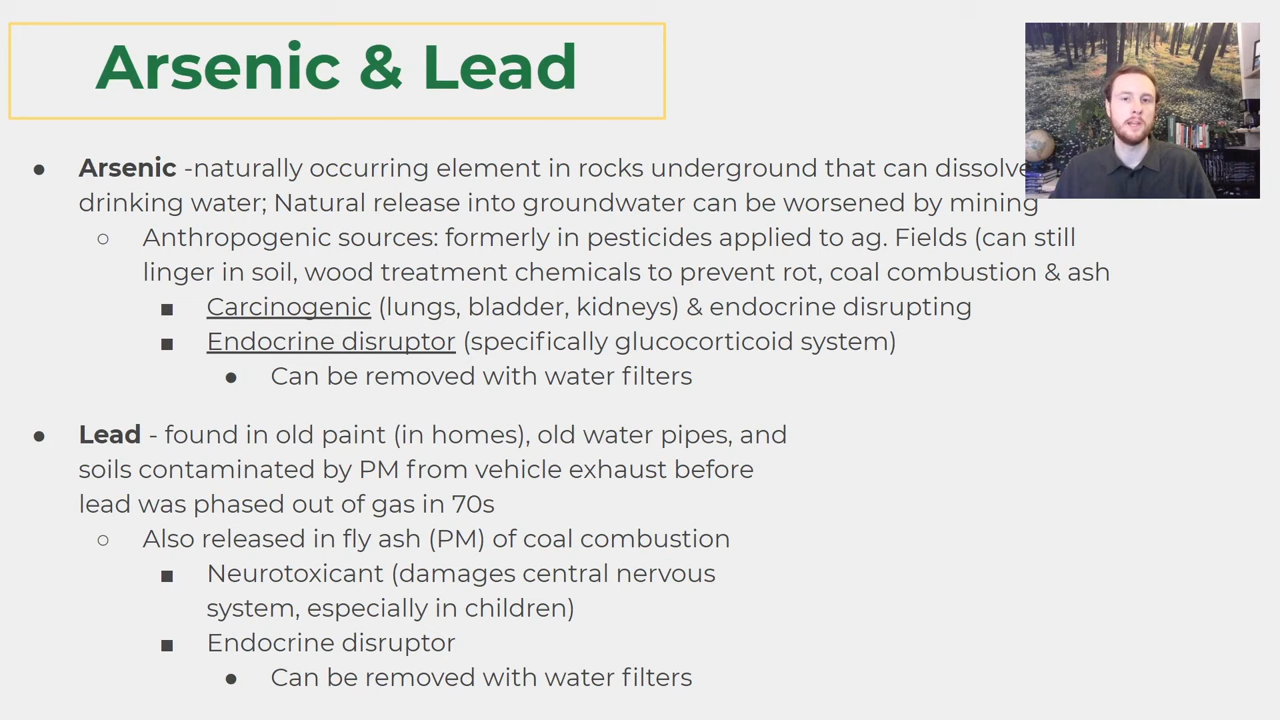 Arsenic & Lead
● Arsenic -naturally occurring element in rocks underground that can dissolve
drinking water; Natural release into groundwater can be worsened by mining
○ Anthropogenic sources: formerly in pesticides applied to ag. Fields (can still
linger in soil, wood treatment chemicals to prevent rot, coal combustion & ash
■ Carcinogenic (lungs, bladder, kidneys) & endocrine disrupting
■ Endocrine disruptor (specifically glucocorticoid system)
● Can be removed with water filters
● Lead - found in old paint (in homes), old water pipes, and
soils contaminated by PM from vehicle exhaust before
lead was phased out of gas in 70s
○ Also released in fly ash (PM) of coal combustion
■ Neurotoxicant (damages central nervous
system, especially in children)
■ Endocrine disruptor
● Can be removed with water filters